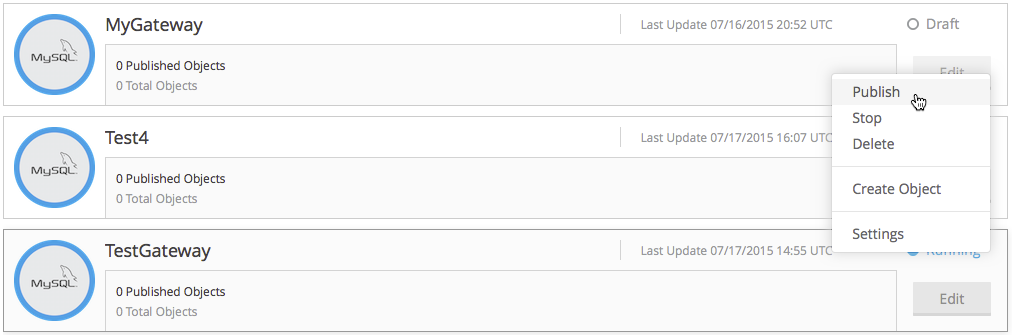 MyGateway
Last Update 07/16/2015 20:52 UTC
Draft
MySQL
0 Published Objects
0 Total Objects
Edit
Publish
Stop
Delete
Create Object
Settings
Test4
Last Update 07/17/2015 16:07 UTC
MySQL
0 Published Objects
0 Total Objects
TestGateway
Last Update 07/17/2015 14:55 UTC
Running
MySQL
0 Published Objects
0 Total Objects
Edit